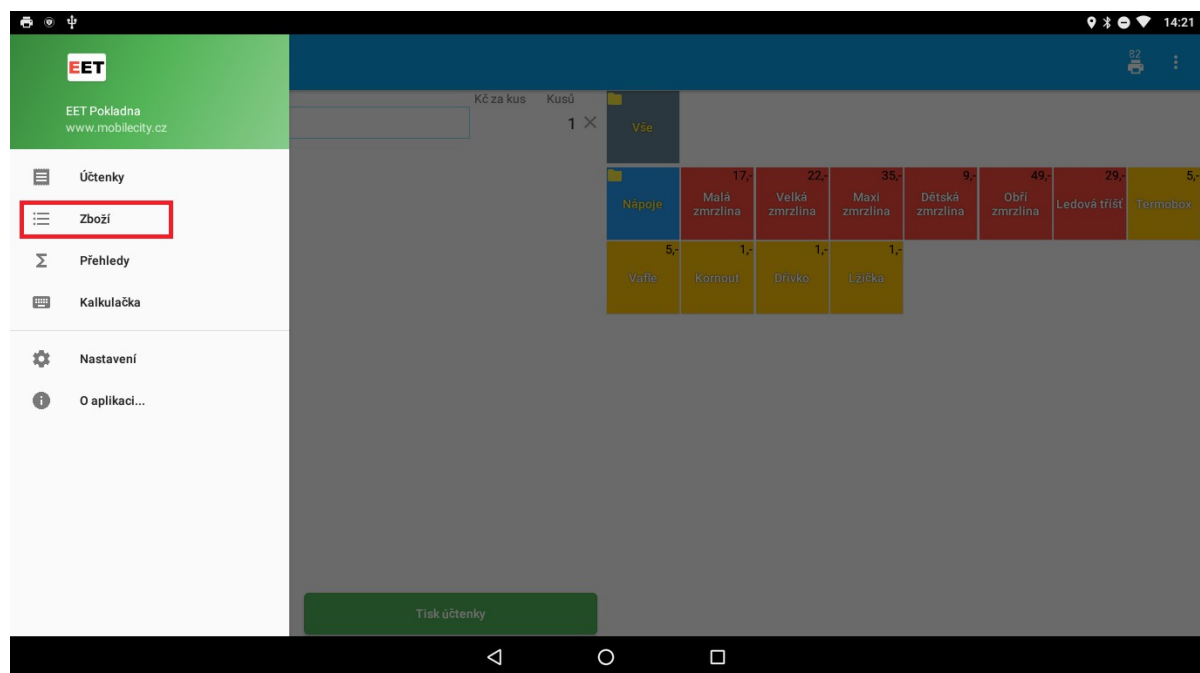 14:21
EET
EET Pokladna
www.mobilecity.cz
Účtenky
Zboží
Přehledy
Kalkulačka
Nastavení
O aplikaci...
82
Kč za kus Kusů
1
Vše
Nápoje
17,-
Malá
zmrzlina
22,-
Velká
zmrzlina
35,-
Maxi
zmrzlina
9,-
Dětská
zmrzlina
49,-
Obří
zmrzlina
29,-
Ledová tříšť
5,-
Termobox
5,-
Vafle
1,-
Kornout
1,-
Dřívko
1,-
Lžička
Tisk účtenky